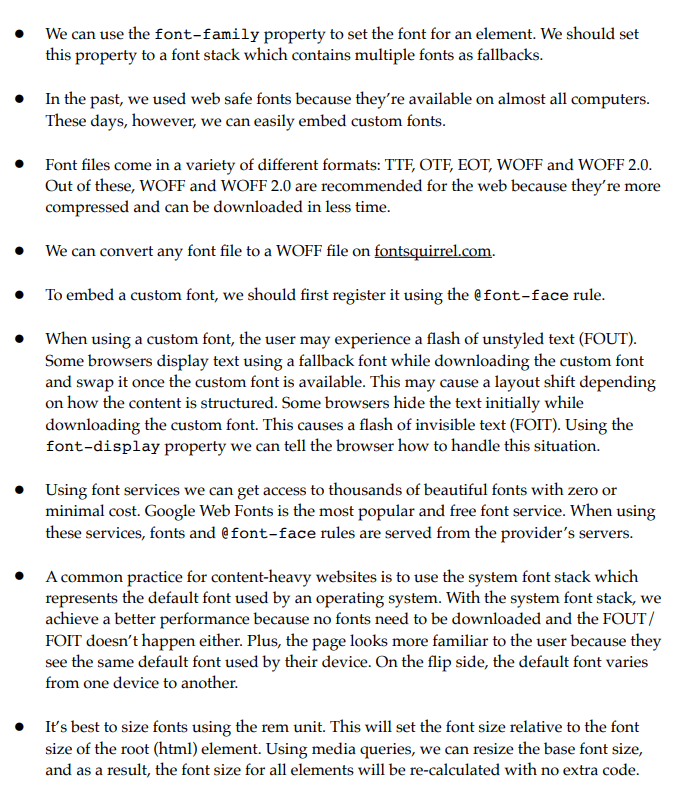 ● We can use the font-family property to set the font for an element. We should set
this property to a font stack which contains multiple fonts as fallbacks.
● In the past, we used web safe fonts because they’re available on almost all computers.
These days, however, we can easily embed custom fonts.
● Font files come in a variety of different formats: TTF, OTF, EOT, WOFF and WOFF 2.0.
Out of these, WOFF and WOFF 2.0 are recommended for the web because they’re more
compressed and can be downloaded in less time.
● We can convert any font file to a WOFF file on fontsquirrel.com.
● To embed a custom font, we should first register it using the @font-face rule.
● When using a custom font, the user may experience a flash of unstyled text (FOUT).
Some browsers display text using a fallback font while downloading the custom font
and swap it once the custom font is available. This may cause a layout shift depending
on how the content is structured. Some browsers hide the text initially while
downloading the custom font. This causes a flash of invisible text (FOIT). Using the
font-display property we can tell the browser how to handle this situation.
● Using font services we can get access to thousands of beautiful fonts with zero or
minimal cost. Google Web Fonts is the most popular and free font service. When using
these services, fonts and @font-face rules are served from the provider’s servers.
● A common practice for content-heavy websites is to use the system font stack which
represents the default font used by an operating system. With the system font stack, we
achieve a better performance because no fonts need to be downloaded and the FOUT/
FOIT doesn’t happen either. Plus, the page looks more familiar to the user because they
see the same default font used by their device. On the flip side, the default font varies
from one device to another.
● It’s best to size fonts using the rem unit. This will set the font size relative to the font
size of the root (html) element. Using media queries, we can resize the base font size,
and as a result, the font size for all elements will be re-calculated with no extra code.